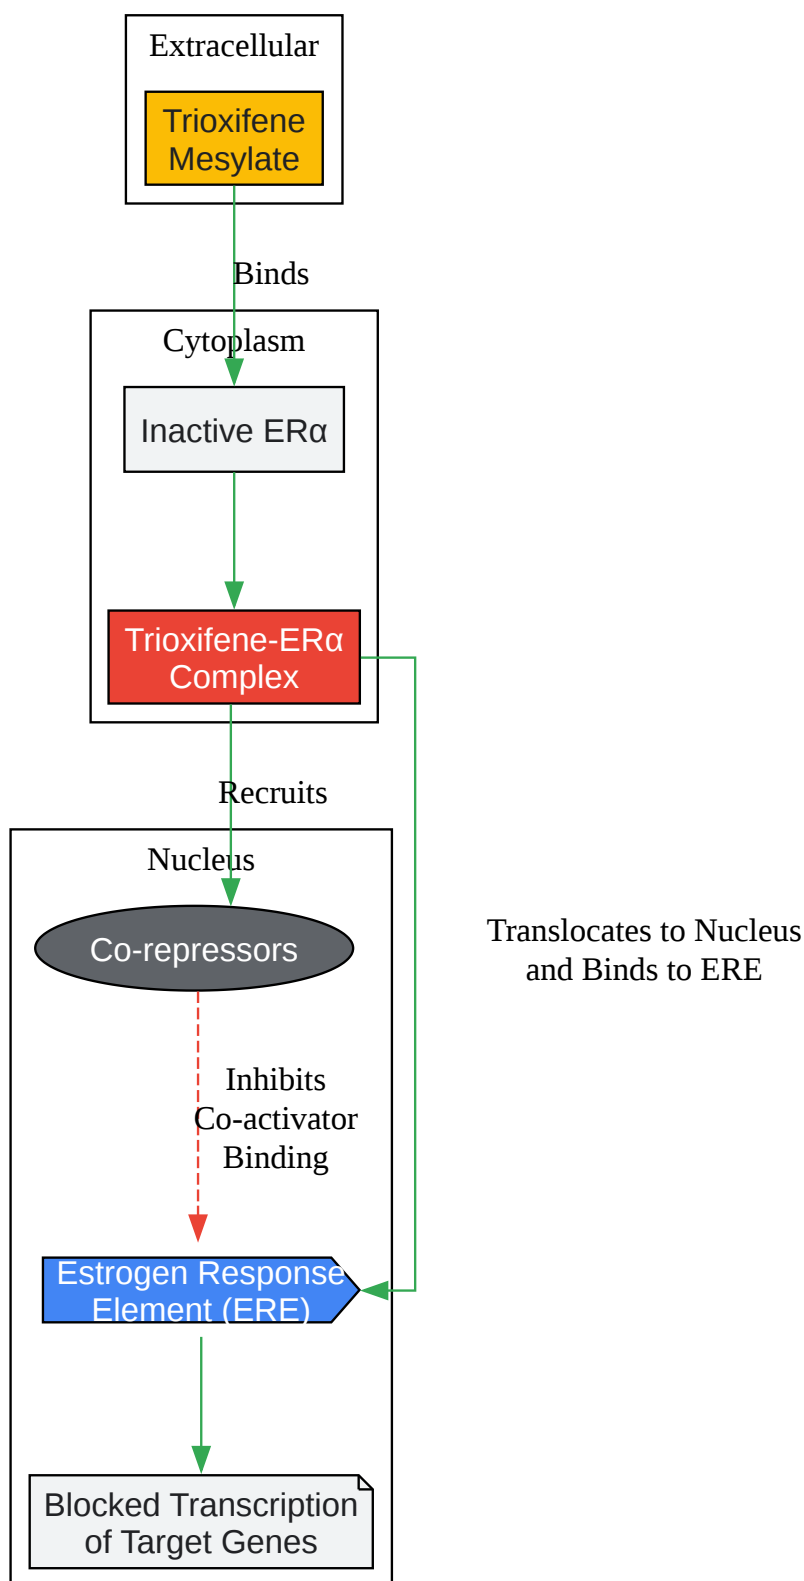 Extracellular
Trioxifene
Mesylate
Binds
Cytoplasm
Inactive ERα
Trioxifene-ERα
Complex
Recruits
Nucleus
Co-repressors
Translocates to Nucleus
and Binds to ERE
Inhibits
Co-activator
Binding
Estrogen Response
Element (ERE)
Blocked Transcription
of Target Genes